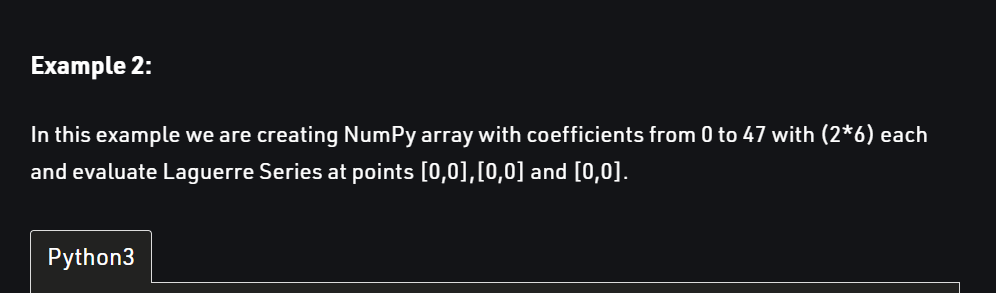 Example 2:
In this example we are creating NumPy array with coefficients from 0 to 47 with (2*6) each
and evaluate Laguerre Series at points [0,0],[0,0] and [0,0].
Python3